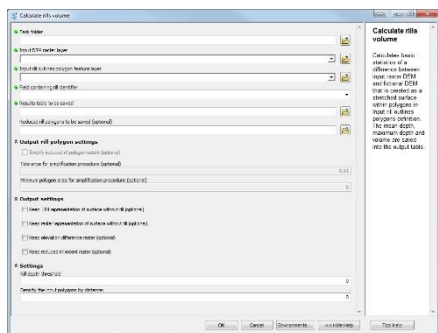 Calculate rills volume
Task folder
Input DEM raster layer
Input rill outlines polygon feature layer
Field containing rill identifier
Results table to be saved
Reduced rill polygons to be saved (optional)
Output rill polygon settings
Simplify reduced rill polygon extent (optional)
Tolerance for simplification procedure (optional)
0.01
Minimum polygon area for simplification procedure (optional)
0
Output settings
Keep TIN representation of surface without rill (optional)
Keep raster representation of surface without rill (optional)
Keep elevation difference raster (optional)
Keep reduced rill extent raster (optional)
Settings
Rill depth threshold
0
Densify the input polygons by distance:
0
OK
Cancel
Environments...
<< Hide Help
Tool Help
Calculate rills
volume
Calculates basic
statistics of a
difference between
input raster DEM
and fictional DEM
that is created as a
stretched surface
within polygons in
input rill outlines
polygons definition.
The mean depth,
maximum depth and
volume are saved
into the output table.